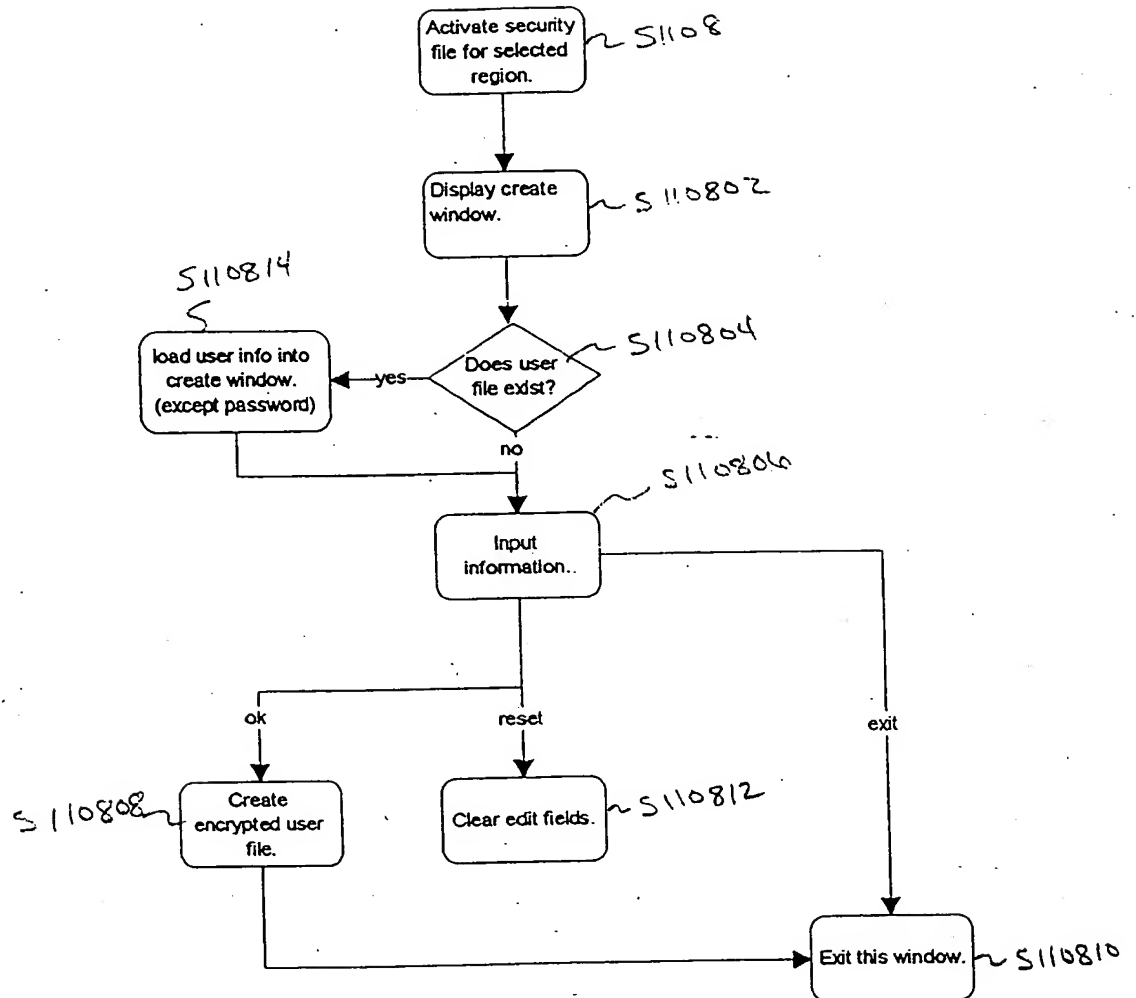 Activate security
file for selected
region.
S1108
Display create
window.
S110802
S110814
load user info into
create window.
(except password)
yes
Does user
file exist?
S110804
no
S110806
Input
information..
ok
reset
exit
S110808
Create
encrypted user
file.
Clear edit fields.
S110812
Exit this window.
S110810